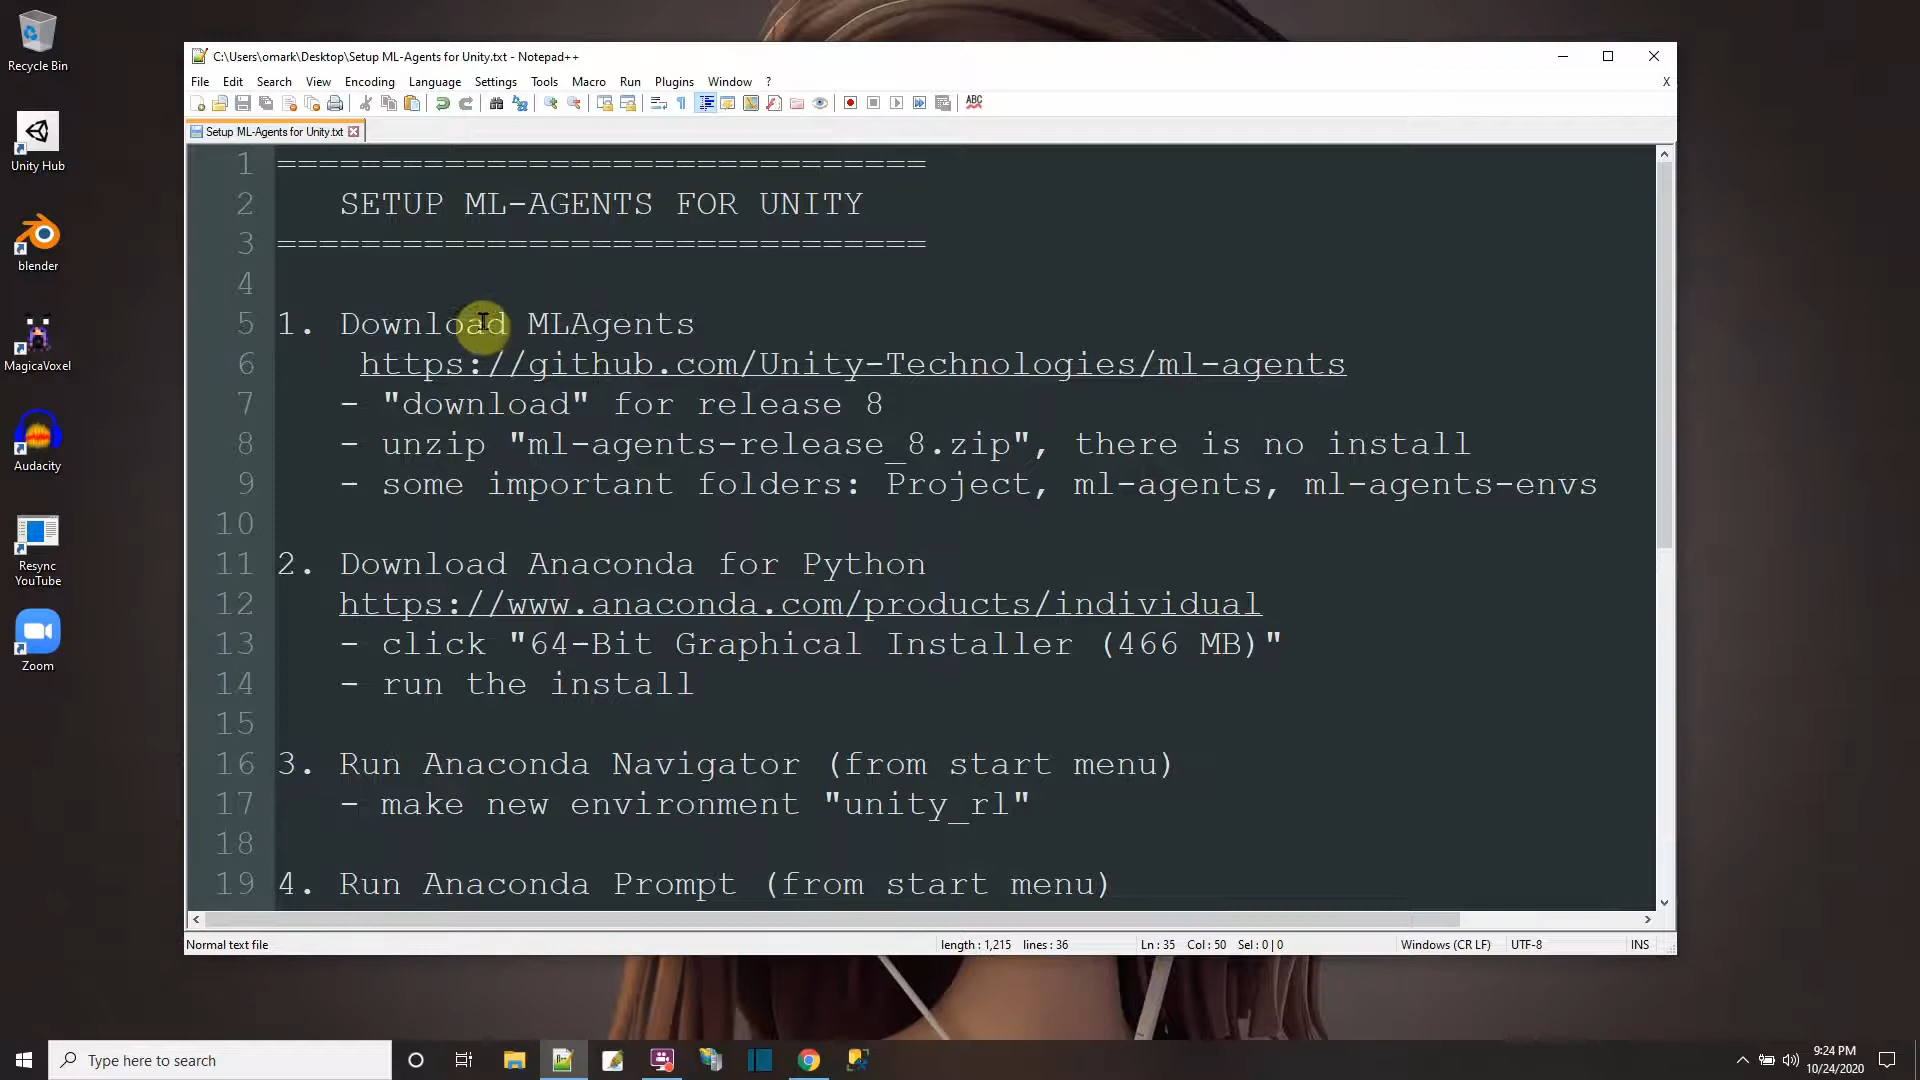 Recycle Bin
Unity Hub
blender
MagicaVoxel
Audacity
Resync
YouTube
Zoom
C:\Users\omark\Desktop\Setup ML-Agents for Unity.txt - Notepad++
File Edit Search View Encoding Language Settings Tools Macro Run Plugins Window ? X
ABC
Setup ML-Agents for Unity.txt
1 ===============================
2 SETUP ML-AGENTS FOR UNITY
3 ===============================
4
5 1. Download MLAgents
6 https://github.com/Unity-Technologies/ml-agents
7 - "download" for release 8
8 - unzip "ml-agents-release_8.zip", there is no install
9 - some important folders: Project, ml-agents, ml-agents-envs
10
11 2. Download Anaconda for Python
12 https://www.anaconda.com/products/individual
13 - click "64-Bit Graphical Installer (466 MB)"
14 - run the install
15
16 3. Run Anaconda Navigator (from start menu)
17 - make new environment "unity_rl"
18
19 4. Run Anaconda Prompt (from start menu)
Normal text file length : 1,215 lines : 36 Ln : 35 Col : 50 Sel : 0 | 0 Windows (CR LF) UTF-8 INS
Type here to search
9:24 PM
10/24/2020